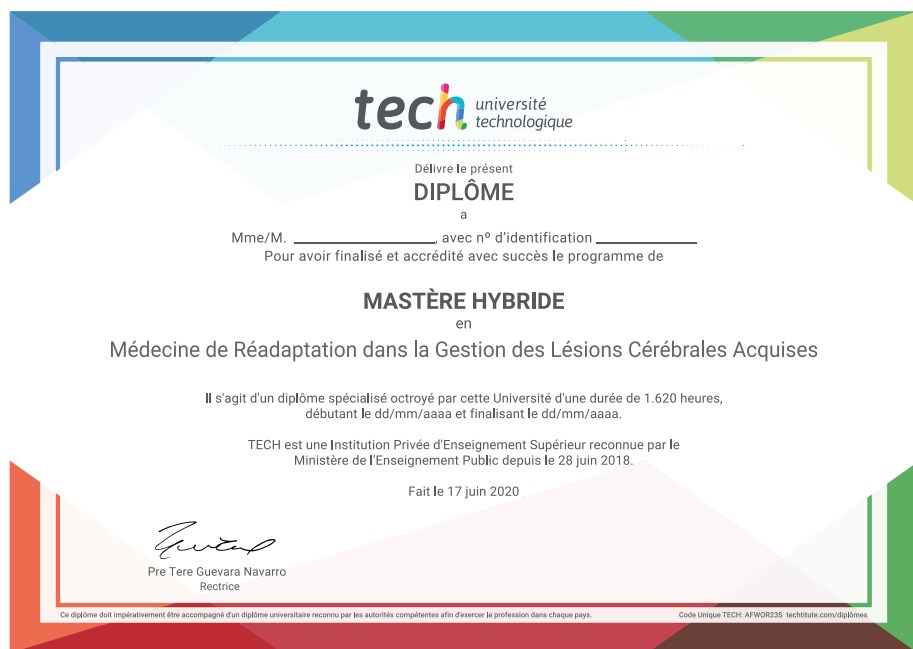 tech université
technologique
Délivre le présent
DIPLÔME
a
Mme/M. ____________, avec nº d'identification ____________
Pour avoir finalisé et accrédité avec succès le programme de
MASTÈRE HYBRIDE
en
Médecine de Réadaptation dans la Gestion des Lésions Cérébrales Acquises
Il s'agit d'un diplôme spécialisé octroyé par cette Université d'une durée de 1.620 heures,
débutant le dd/mm/aaaa et finalisant le dd/mm/aaaa.
TECH est une Institution Privée d'Enseignement Supérieur reconnue par le
Ministère de l'Enseignement Public depuis le 28 juin 2018.
Fait le 17 juin 2020
Pre Tere Guevara Navarro
Rectrice
Ce diplôme doit impérativement être accompagné d'un diplôme universitaire reconnu par les autorités compétentes afin d'exercer la profession dans chaque pays. Code Unique TECH: AFWOR23S techtitute.com/diplômes